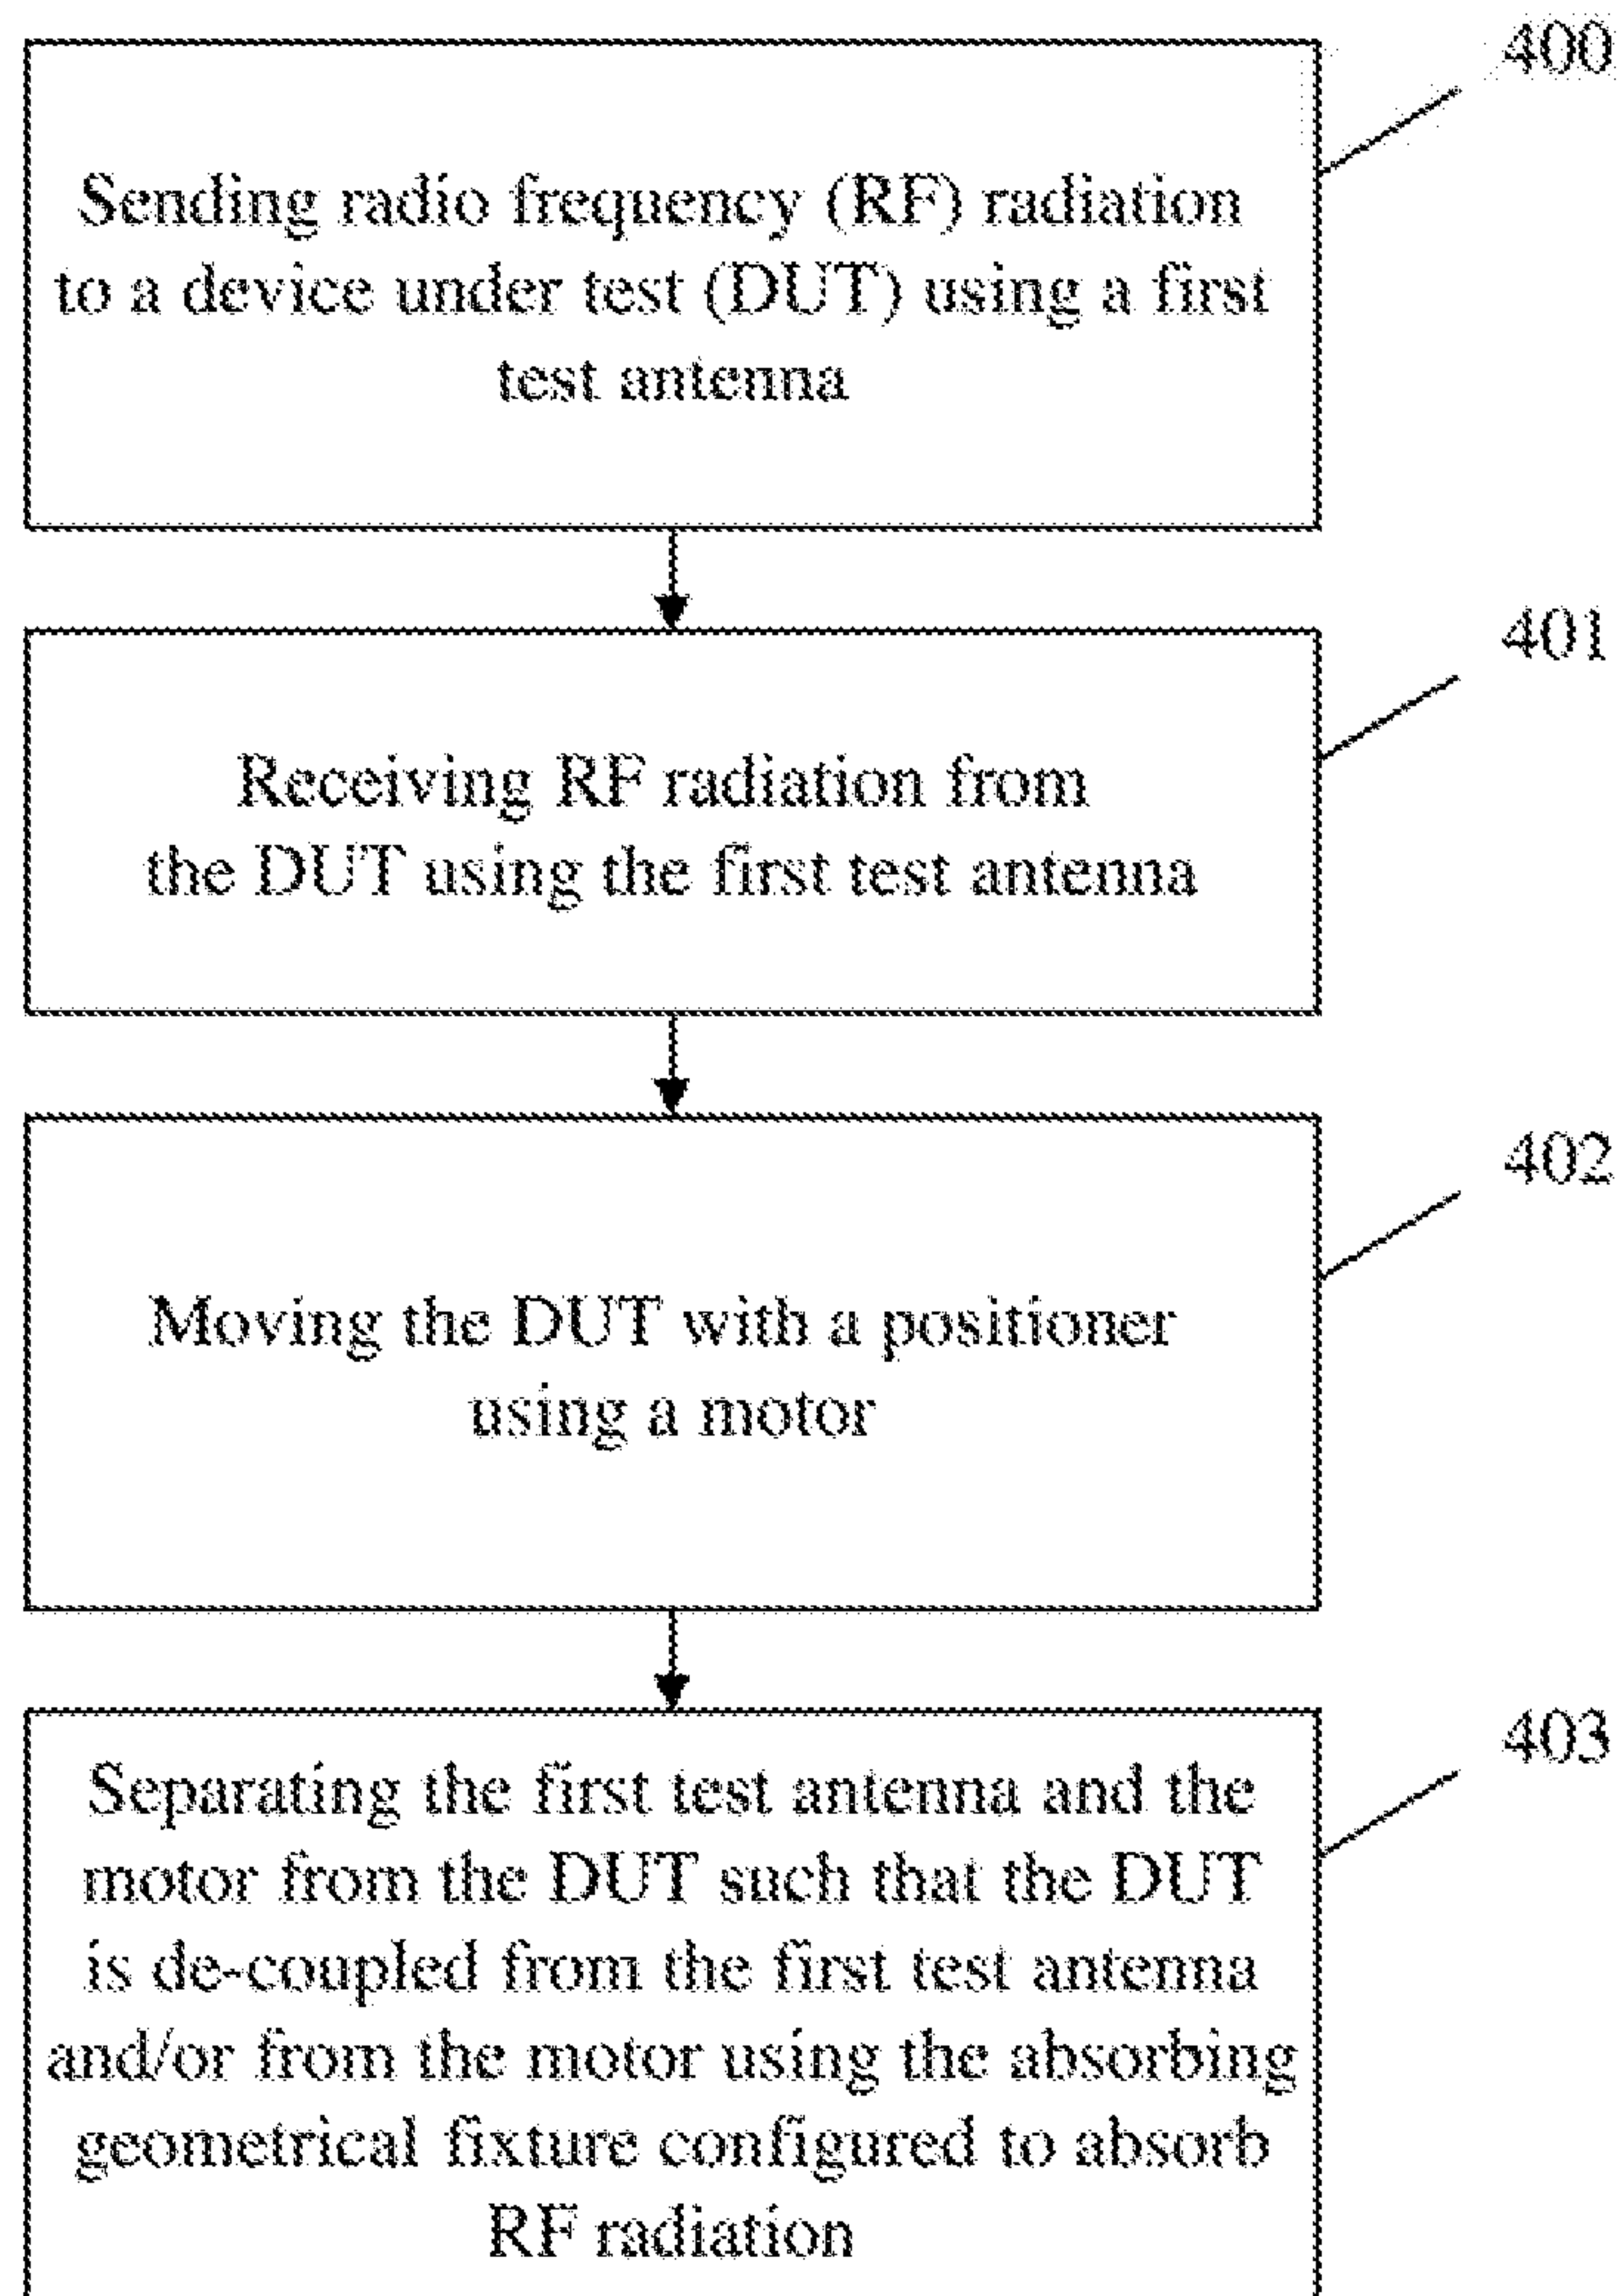 400
Sending radio frequency (RF) radiation
to a device under test (DUT) using a first
test antenna
401
Receiving RF radiation from
the DUT using the first test antenna
402
Moving the DUT with a positioner
using a motor
403
Separating the first test antenna and the
motor from the DUT such that the DUT
is de-coupled from the first test antenna
and/or from the motor using the absorbing
geometrical fixture configured to absorb
RF radiation